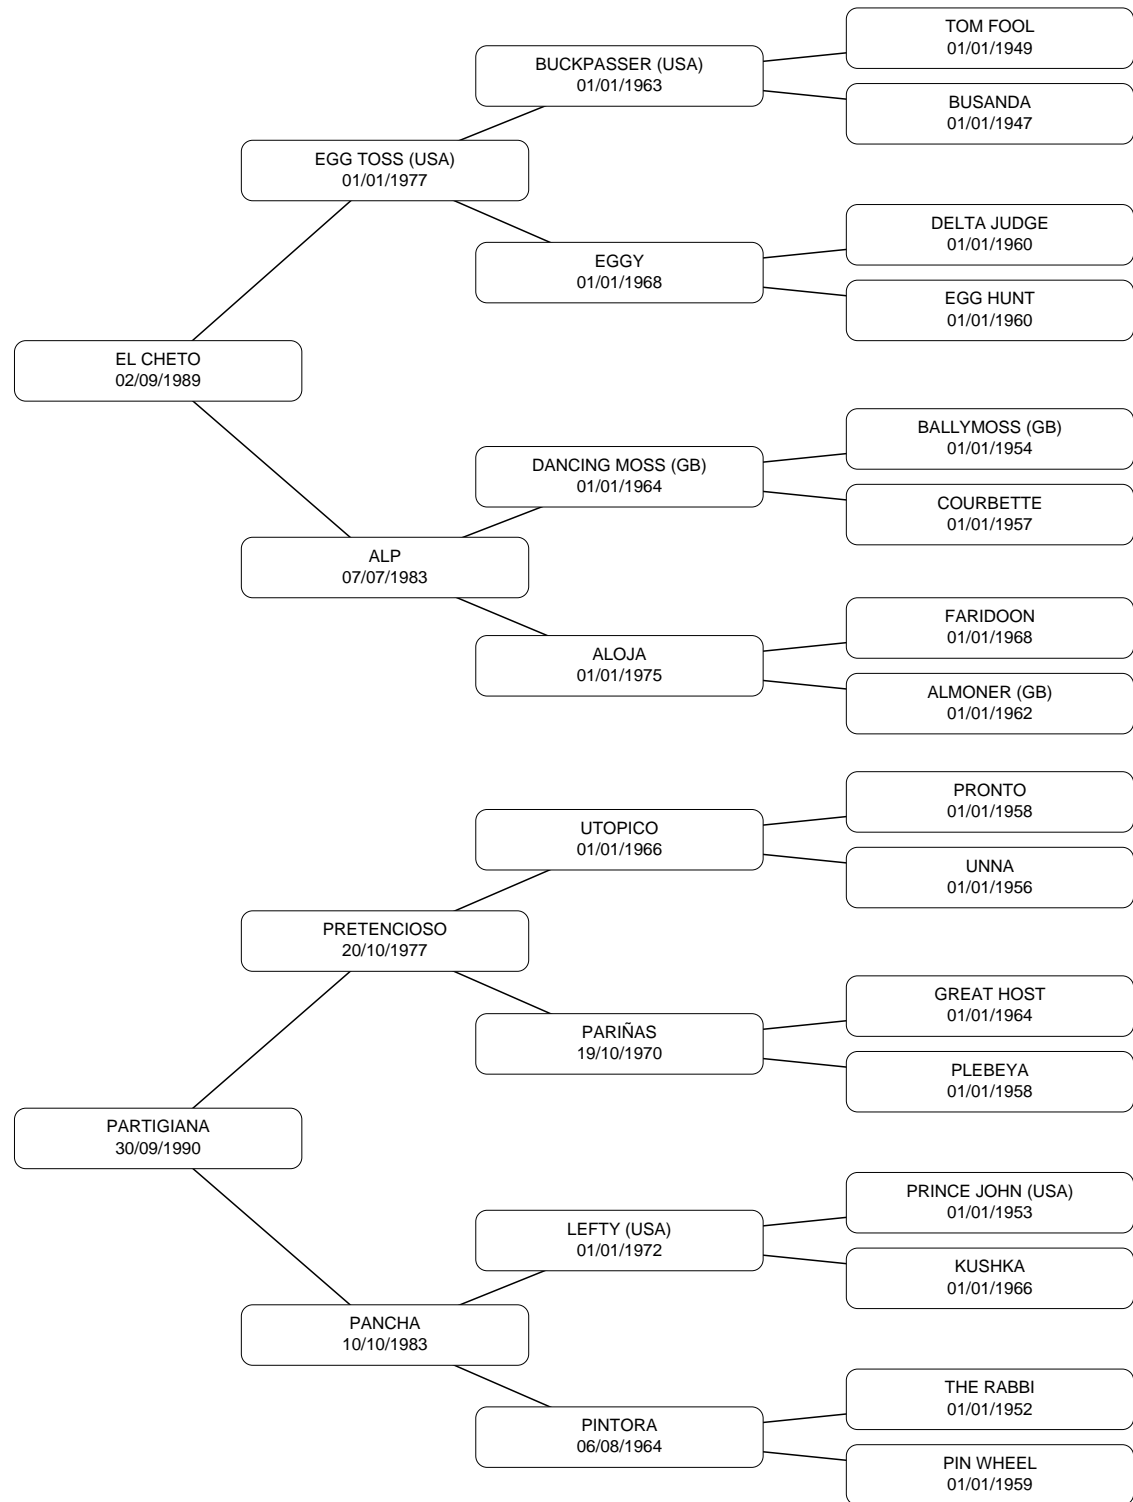 TOM FOOL
01/01/1949
BUCKPASSER (USA)
01/01/1963
BUSANDA
01/01/1947
EGG TOSS (USA)
01/01/1977
DELTA JUDGE
01/01/1960
EGGY
01/01/1968
EGG HUNT
01/01/1960
EL CHETO
02/09/1989
BALLYMOSS (GB)
01/01/1954
DANCING MOSS (GB)
01/01/1964
COURBETTE
01/01/1957
ALP
07/07/1983
FARIDOON
01/01/1968
ALOJA
01/01/1975
ALMONER (GB)
01/01/1962
PRONTO
01/01/1958
UTOPICO
01/01/1966
UNNA
01/01/1956
PRETENCIOSO
20/10/1977
GREAT HOST
01/01/1964
PARIÑAS
19/10/1970
PLEBEYA
01/01/1958
PARTIGIANA
30/09/1990
PRINCE JOHN (USA)
01/01/1953
LEFTY (USA)
01/01/1972
KUSHKA
01/01/1966
PANCHA
10/10/1983
THE RABBI
01/01/1952
PINTORA
06/08/1964
PIN WHEEL
01/01/1959